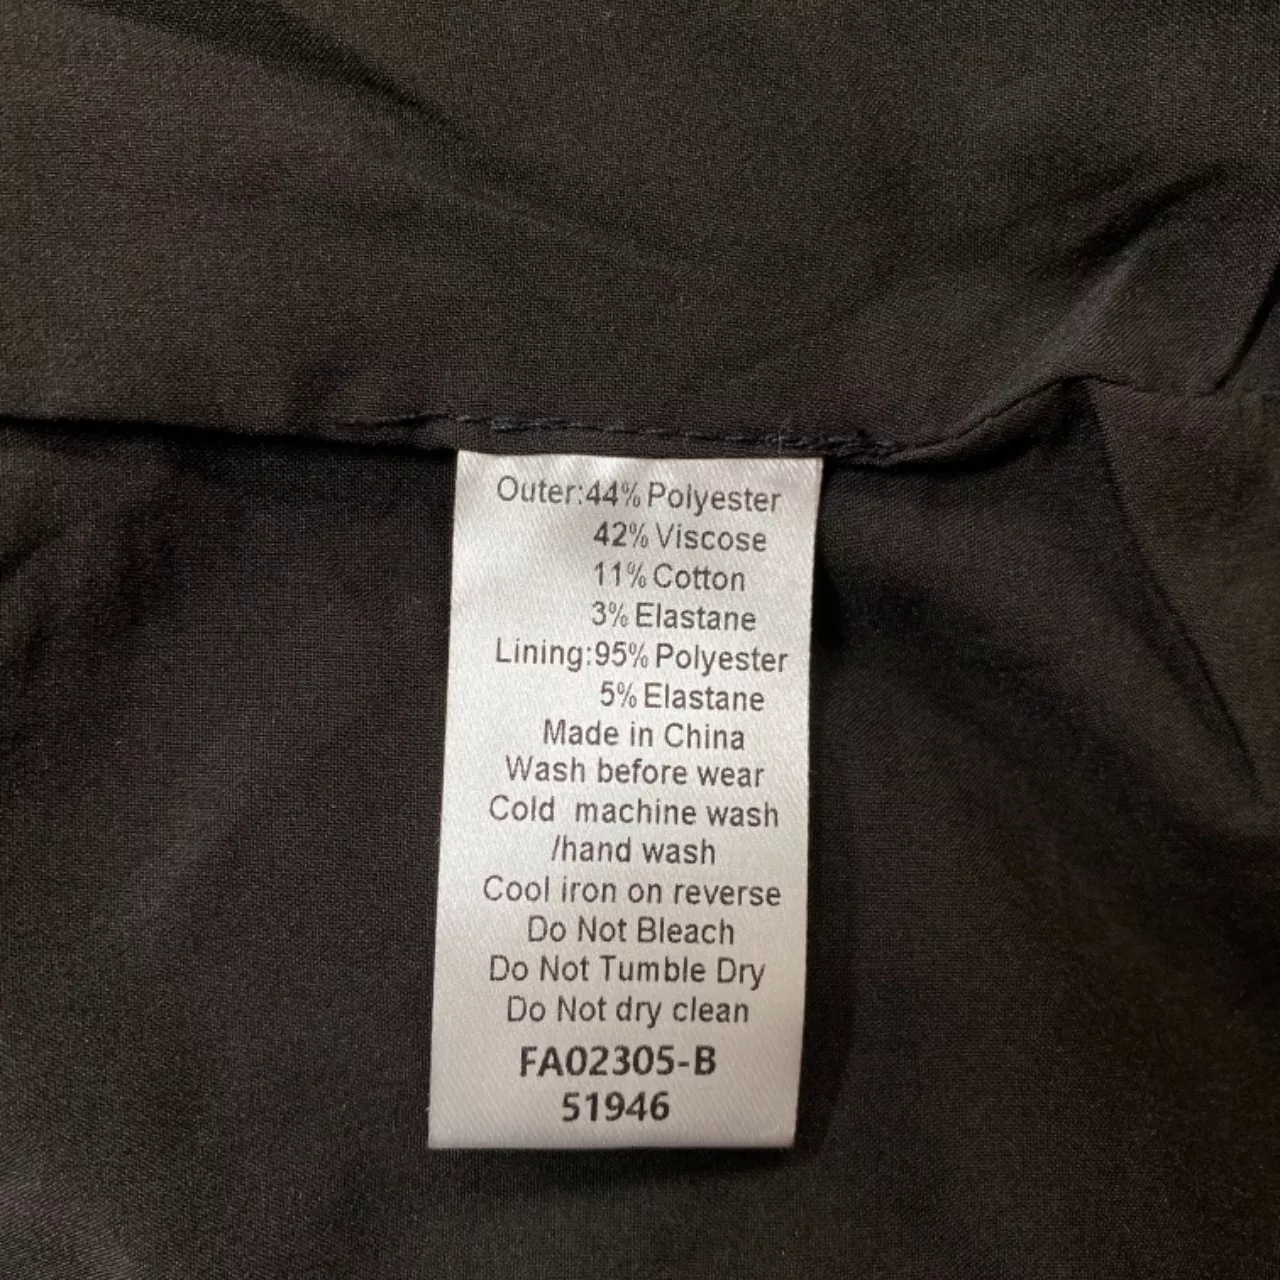 Outer:44% Polyester
42% Viscose
11% Cotton
3% Elastane
Lining:95% Polyester
5% Elastane
Made in China
Wash before wear
Cold machine wash
/hand wash
Cool iron on reverse
Do Not Bleach
Do Not Tumble Dry
Do Not dry clean
FA02305-B
51946